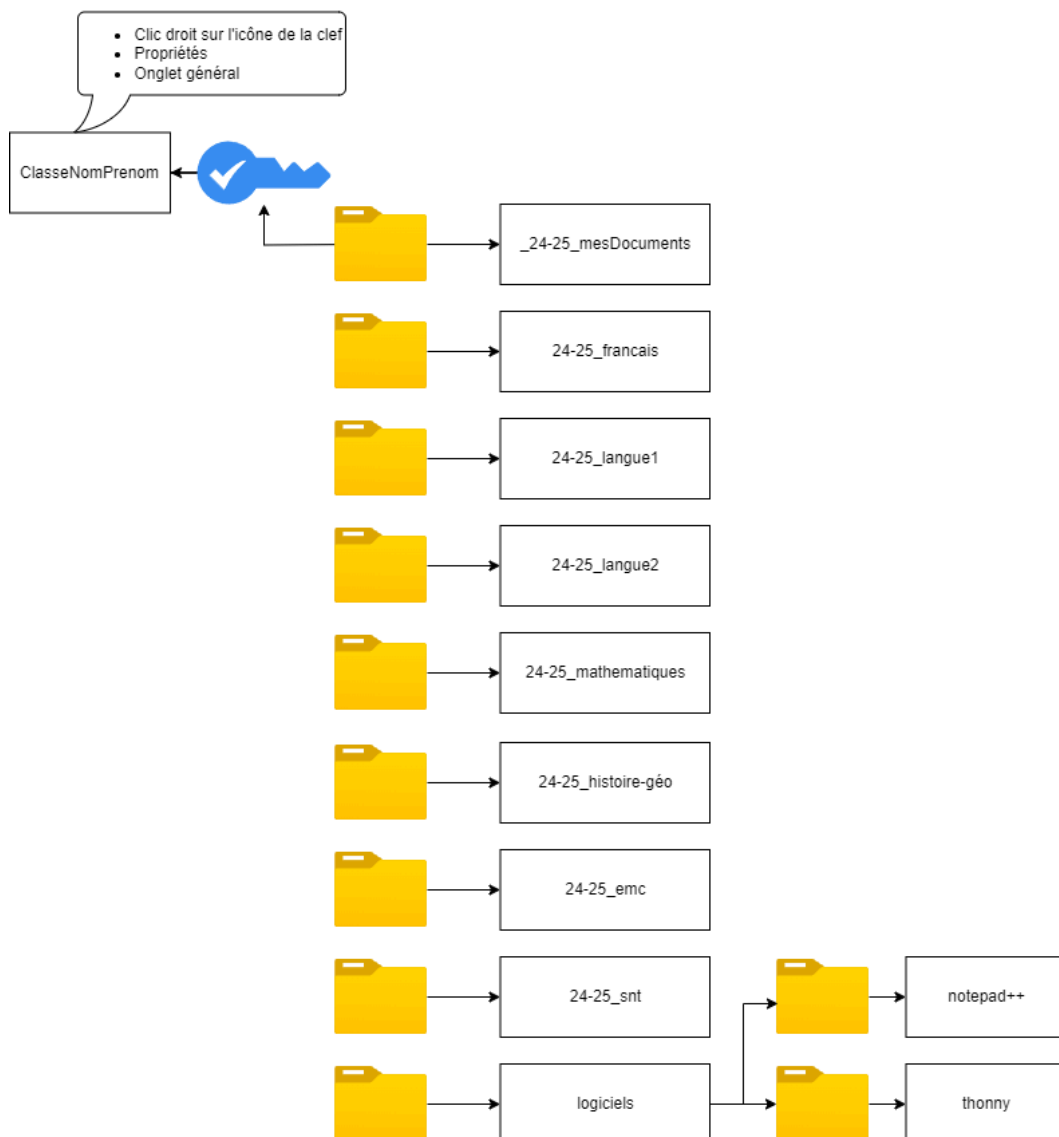 Clic droit sur l'icône de la clef
Propriétés
Onglet général
ClasseNomPrenom
_24-25_mesDocuments
24-25_francais
24-25_langue1
24-25_langue2
24-25_mathematiques
24-25_histoire-géo
24-25_emc
24-25_snt
notepad++
logiciels
thonny